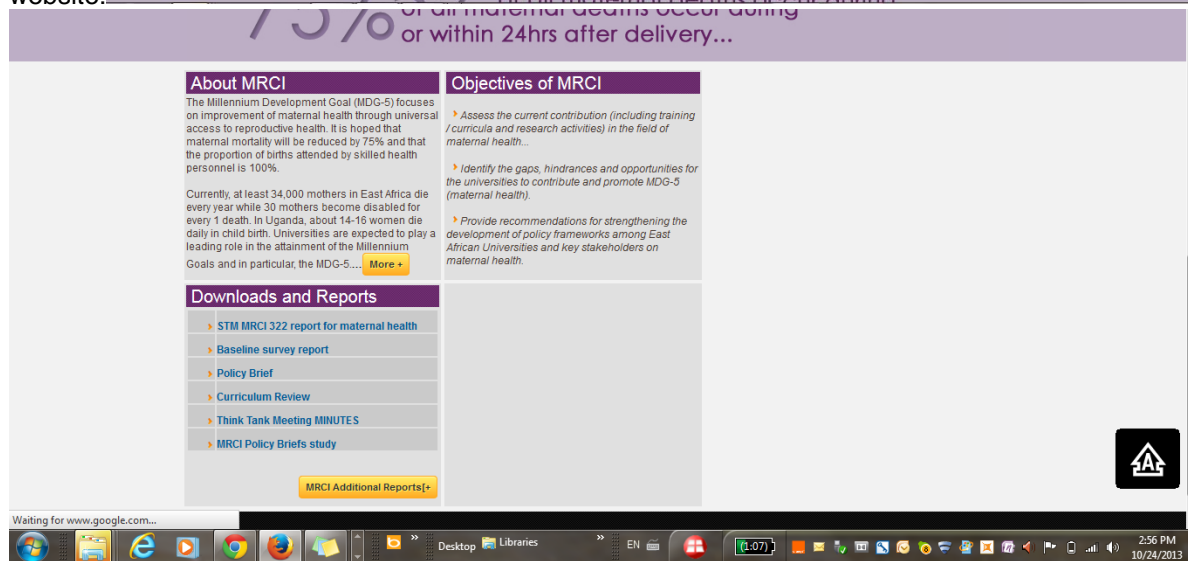 website.
75% of all maternal deaths occur during
or within 24hrs after delivery...
About MRCI
The Millennium Development Goal (MDG-5) focuses
on improvement of maternal health through universal
access to reproductive health. It is hoped that
maternal mortality will be reduced by 75% and that
the proportion of births attended by skilled health
personnel is 100%.
Currently, at least 34,000 mothers in East Africa die
every year while 30 mothers become disabled for
every 1 death. In Uganda, about 14-16 women die
daily in child birth. Universities are expected to play a
leading role in the attainment of the Millennium
Goals and in particular, the MDG-5.... More +
Objectives of MRCI
Assess the current contribution (including training
/ curricula and research activities) in the field of
maternal health...
Identify the gaps, hindrances and opportunities for
the universities to contribute and promote MDG-5
(maternal health).
Provide recommendations for strengthening the
development of policy frameworks among East
African Universities and key stakeholders on
maternal health.
Downloads and Reports
STM MRCI 322 report for maternal health
Baseline survey report
Policy Brief
Curriculum Review
Think Tank Meeting MINUTES
MRCI Policy Briefs study
MRCI Additional Reports[+
A
Waiting for www.google.com...
Desktop Libraries EN (1:07) 2:56 PM
10/24/2013